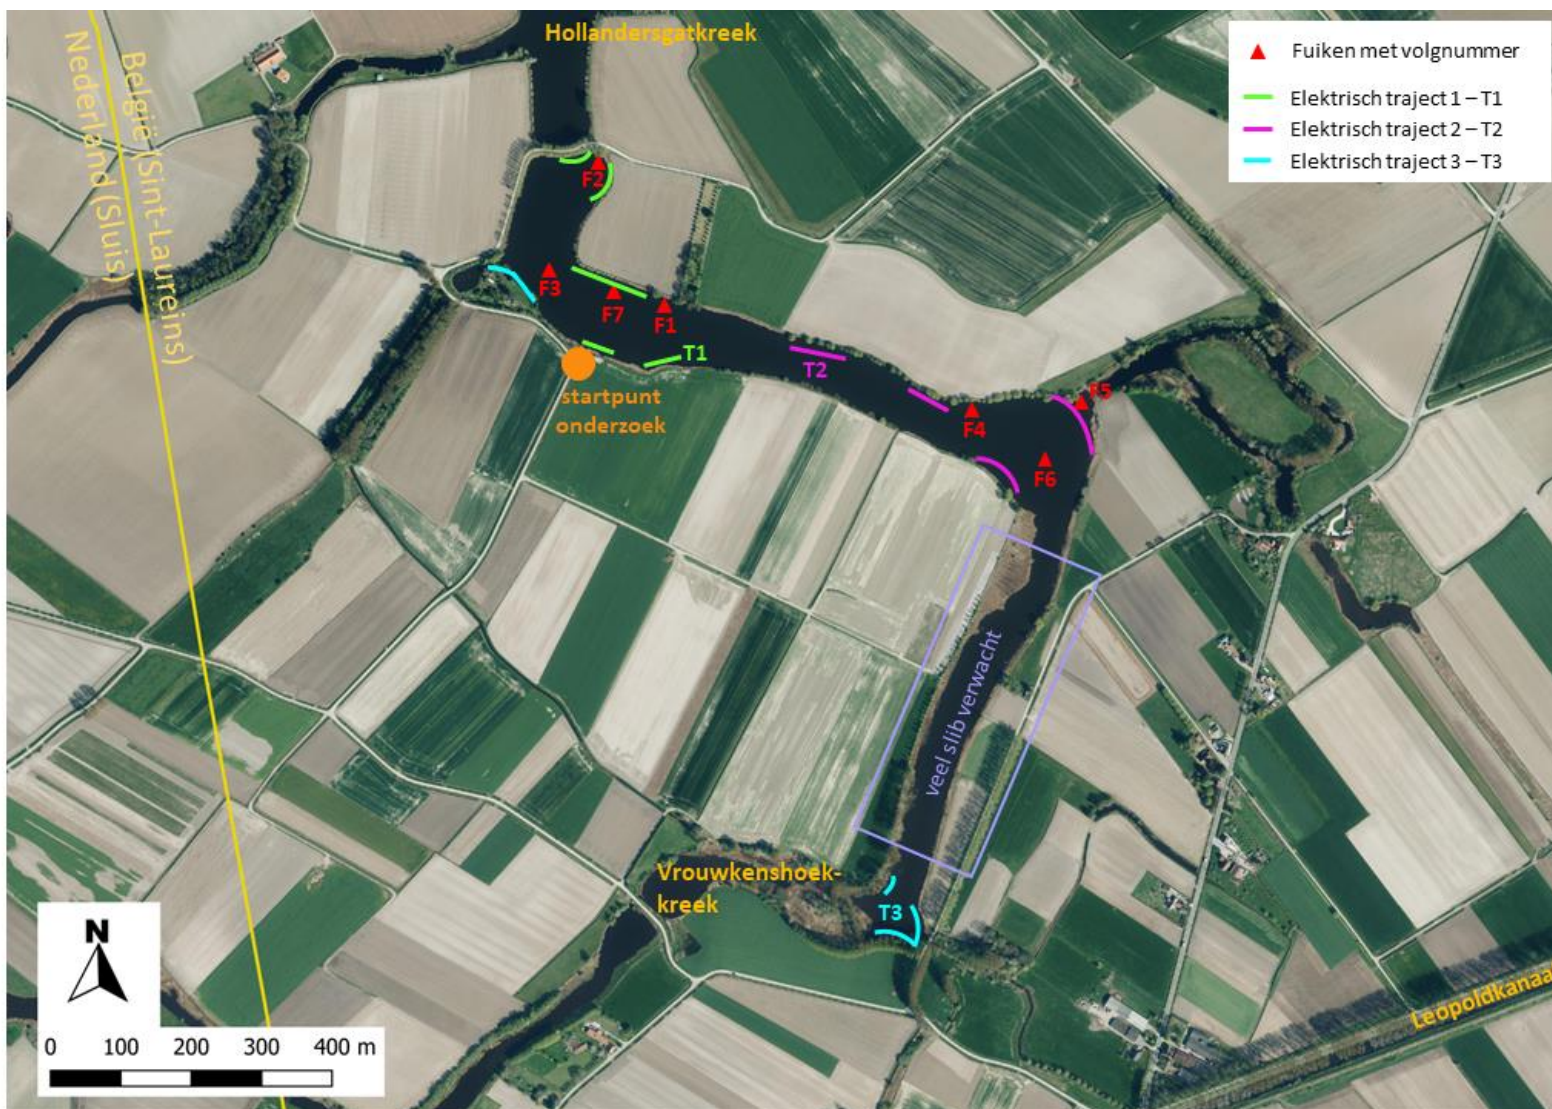 Hollandersgatkreek
Fuiken met volgnummer
Elektrisch traject 1 – T1
Elektrisch traject 2 – T2
Elektrisch traject 3 – T3
België (Sint-Laureins)
Nederland (Sluis)
F2
F3
F7
F1
T1
T2
startpunt
onderzoek
F5
F4
F6
veel slib verwacht
Vrouwkenshoek-
kreek
T3
N
0 100 200 300 400 m
Leopoldkanaa